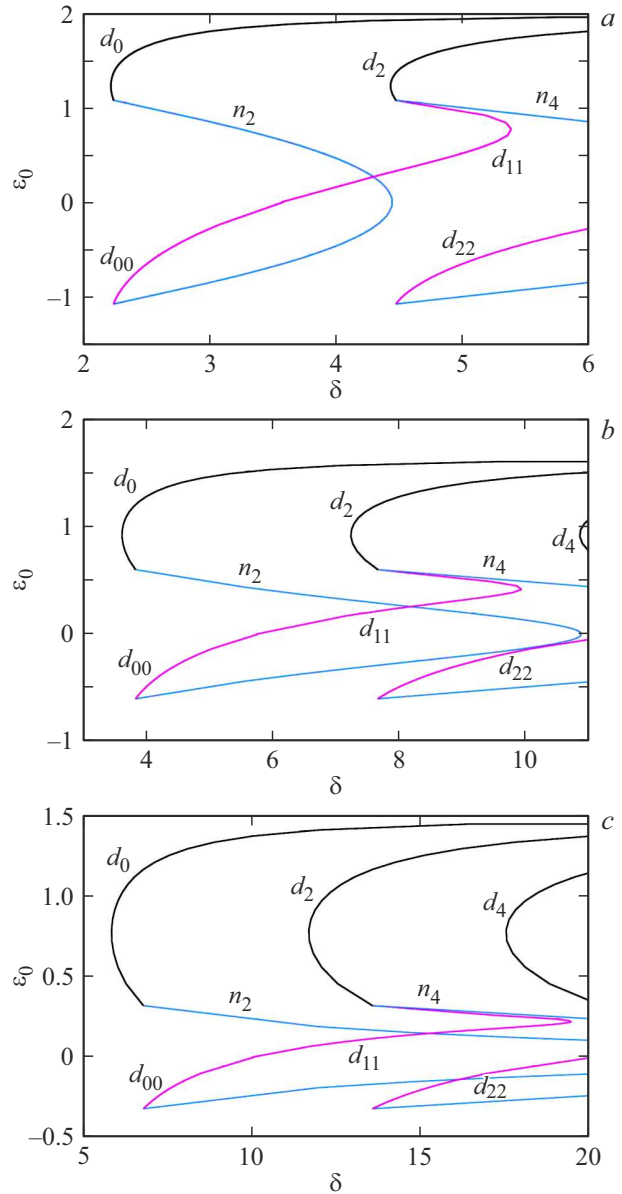 2
a
d₀
d₂
n₂
n₄
1
d₁₁
ε₀
0
d₀₀
d₂₂
−1
2
3
4
5
6
δ
2
b
d₀
d₂
d₄
1
n₂
n₄
ε₀
0
d₁₁
d₀₀
d₂₂
−1
4
6
8
10
δ
1.5
c
d₀
d₂
d₄
1.0
ε₀
0.5
n₂
n₄
0
d₀₀
d₁₁
d₂₂
−0.5
5
10
15
20
δ